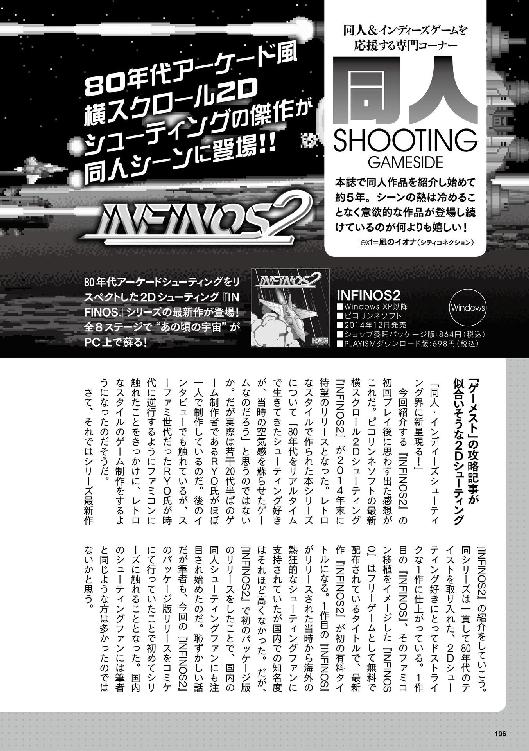 同人&インディーズゲームを
応援する専門コーナー
同人
SHOOTING
GAMESIDE
本誌で同人作品を紹介し始めて
約5年。シーンの熱は冷めるこ
となく意欲的な作品が登場し続
けているのが何よりも嬉しい!
text=風のイオナ(シティコネクション)
80年代アーケード風
横スクロール2D
シューティングの傑作が
同人シーンに登場!!
INFINOS2
80年代アーケードシューティングをリ
スペクトした2Dシューティング『IN
FINOS』シリーズの最新作が登場!
全8ステージで“あの頃の宇宙”が
PC上で蘇る!
INFINOS2
INFINOS2
■Windows XP以降
■ピコリンネソフト
■2014年12月発売
■ショップ委託パッケージ版:864円(税込)
■PLAYISMダウンロード版:698円(税込)
Windows
『ゲーメスト』の攻略記事が
似合いそうな2Dシューティング
「同人・インディーズシューティ
ング界に新星現る!」
今回紹介する『INFINOS2』の
初回プレイ後に思わず出た感想が
これだ。ピコリンネソフトの最新
横スクロール2Dシューティング
『INFINOS2』が2014年末に
待望のリリースとなった。レトロ
なスタイルで作られた本シリーズ
について「80年代をリアルタイム
で生きてきたシューティング好き
が、当時の空気感を蘇らせたゲー
ムなのだろう」と思うのではない
か。だが実際は若干20代半ばのゲ
ーム制作者であるRYO氏がほぼ
一人で制作しているのだ。後のイ
ンタビューでも触れているが、ス
ーファミ世代だったRYO氏が時
代に逆行するようにファミコンに
触れたことをきっかけに、レトロ
なスタイルのゲーム制作をするよ
うになったのだそうだ。
さて、それではシリーズ最新作
『INFINOS2』の紹介をしていこう。
同シリーズは一貫して80年代のテ
イストを取り入れた、2Dシュー
ティング好きにとってドストライ
クな1作に仕上がっている。1作
目の『INFINOS』、そのファミコ
ン移植をイメージした『INFINOS
』はフリーゲームとして無料で
配布されているタイトルで、最新
作『INFINOS2』が初の有料タイ
トルになる。1作目の『INFINOS』
がリリースされた当時から海外の
熱狂的なシューティングファンに
支持されていたが国内での知名度
はそれほど高くなかった。だが、
『INFINOS2』で初のパッケージ版
のリリースをしたことで、国内の
同人シューティングファンにも注
目され始めたのだ。恥ずかしい話
だが筆者も、今回の『INFINOS2』
のパッケージ版リリースをコミケ
にて行っていたことで初めてシリ
ーズに触れることとなった。国内
のシューティングファンには筆者
と同じような方は多かったのでは
ないかと思う。
106